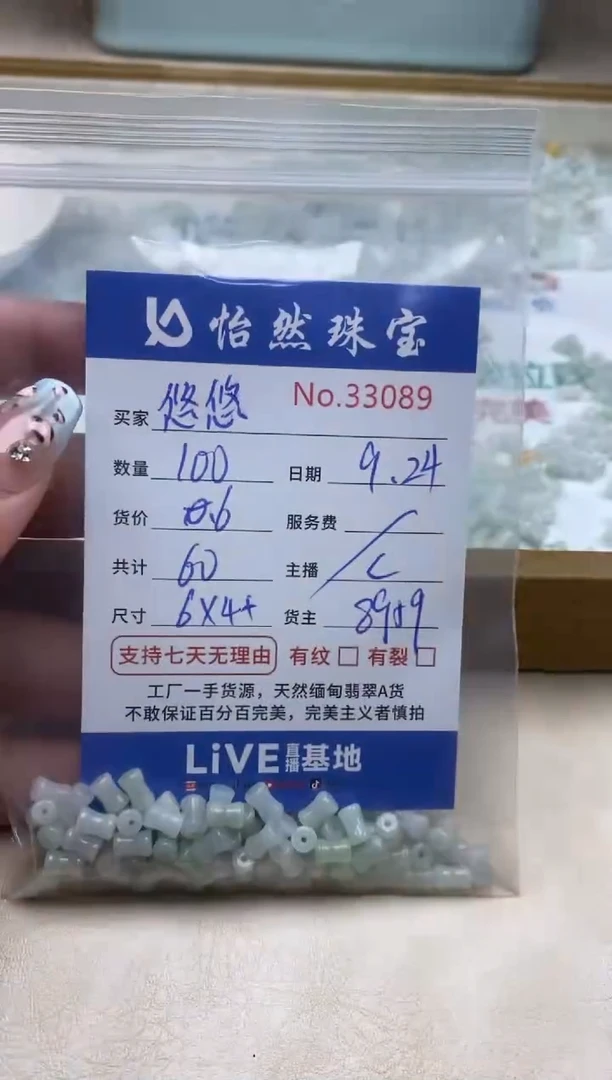 怡然珠宝
No.33089
买家 悠悠
数量 100 日期 9.24
货价 0.6 服务费
共计 60 主播 C
尺寸 6X4+ 货主
支持七天无理由 有纹 □ 有裂 □
工厂一手货源，天然缅甸翡翠A货
不敢保证百分百完美，完美主义者慎拍
LiVE直播基地